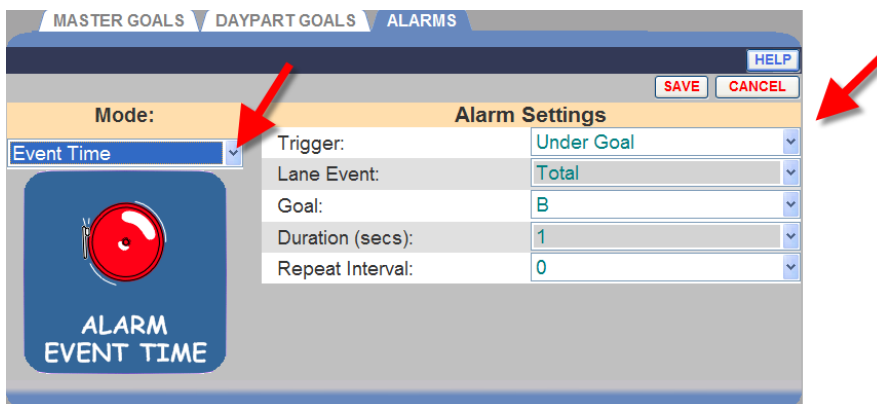 MASTER GOALS DAYPART GOALS ALARMS
HELP
SAVE CANCEL
Mode: Alarm Settings
Event Time Trigger: Under Goal
Lane Event: Total
Goal: B
Duration (secs): 1
Repeat Interval: 0
ALARM
EVENT TIME